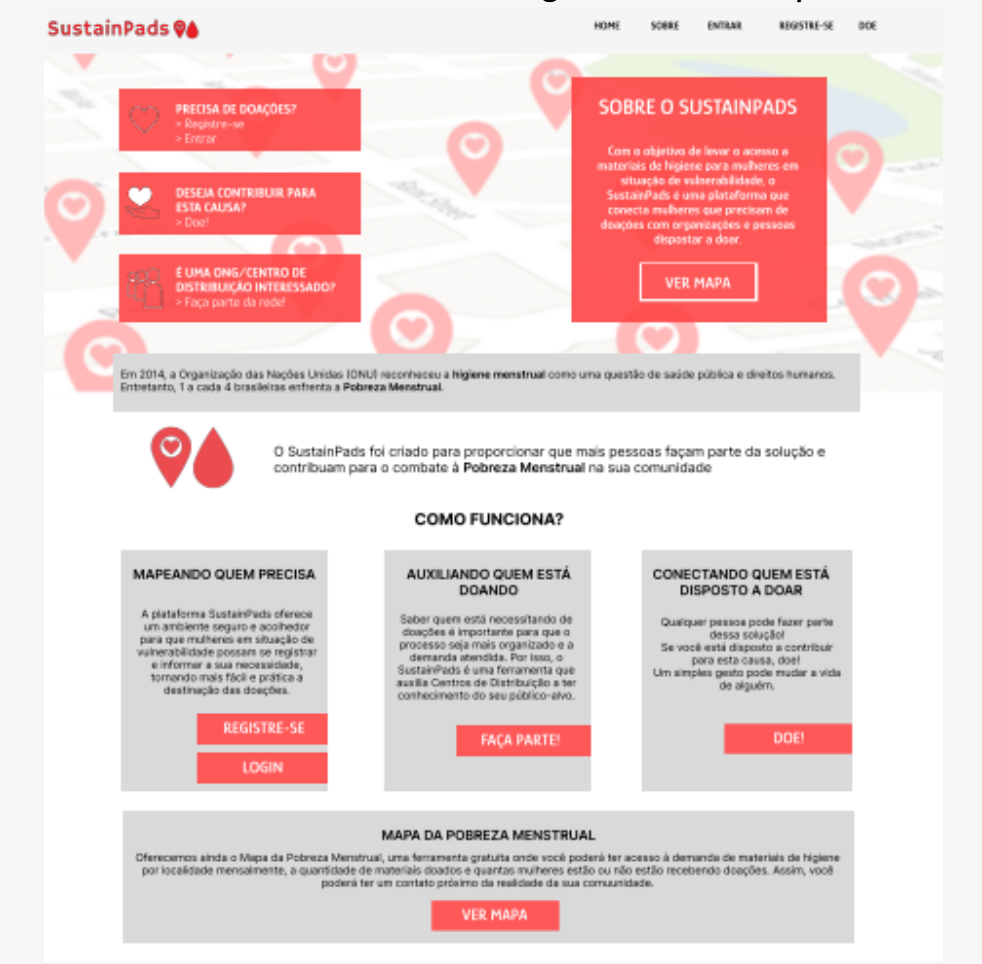 SustainPads
HOME SOBRE ENTRAR REGISTRE-SE DOE
PRECISA DE DOAÇÕES?
> Registre-se
> Entrar
DESEJA CONTRIBUIR PARA
ESTA CAUSA?
> Doe!
É UMA ONG/CENTRO DE
DISTRIBUIÇÃO INTERESSADO?
> Faça parte da rede!
SOBRE O SUSTAINPADS
Com o objetivo de levar o acesso a
materiais de higiene para mulheres em
situação de vulnerabilidade, o
SustainPads é uma plataforma que
conecta mulheres que precisam de
doações com organizações e pessoas
dispostar a doar.
VER MAPA
Em 2014, a Organização das Nações Unidas (ONU) reconheceu a higiene menstrual como uma questão de saúde pública e direitos humanos.
Entretanto, 1 a cada 4 brasileiras enfrenta a Pobreza Menstrual.
O SustainPads foi criado para proporcionar que mais pessoas façam parte da solução e
contribuam para o combate à Pobreza Menstrual na sua comunidade
COMO FUNCIONA?
MAPEANDO QUEM PRECISA
A plataforma SustainPads oferece
um ambiente seguro e acolhedor
para que mulheres em situação de
vulnerabilidade possam se registrar
e informar a sua necessidade,
tornando mais fácil e prática a
destinação das doações.
REGISTRE-SE
LOGIN
AUXILIANDO QUEM ESTÁ
DOANDO
Saber quem está necessitando de
doações é importante para que o
processo seja mais organizado e a
demanda atendida. Por isso, o
SustainPads é uma ferramenta que
auxilia Centros de Distribuição a ter
conhecimento do seu público-alvo.
FAÇA PARTE!
CONECTANDO QUEM ESTÁ
DISPOSTO A DOAR
Qualquer pessoa pode fazer parte
dessa solução!
Se você está disposto a contribuir
para esta causa, doe!
Um simples gesto pode mudar a vida
de alguém.
DOE!
MAPA DA POBREZA MENSTRUAL
Oferecemos ainda o Mapa da Pobreza Menstrual, uma ferramenta gratuita onde você poderá ter acesso à demanda de materiais de higiene
por localidade mensalmente, a quantidade de materiais doados e quantas mulheres estão ou não estão recebendo doações. Assim, você
poderá ter um contato próximo da realidade da sua comuunidade.
VER MAPA